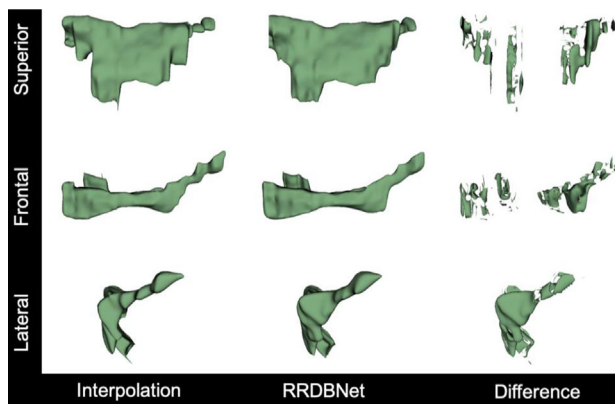 Superior
Frontal
Lateral
Interpolation
RRDBNet
Difference